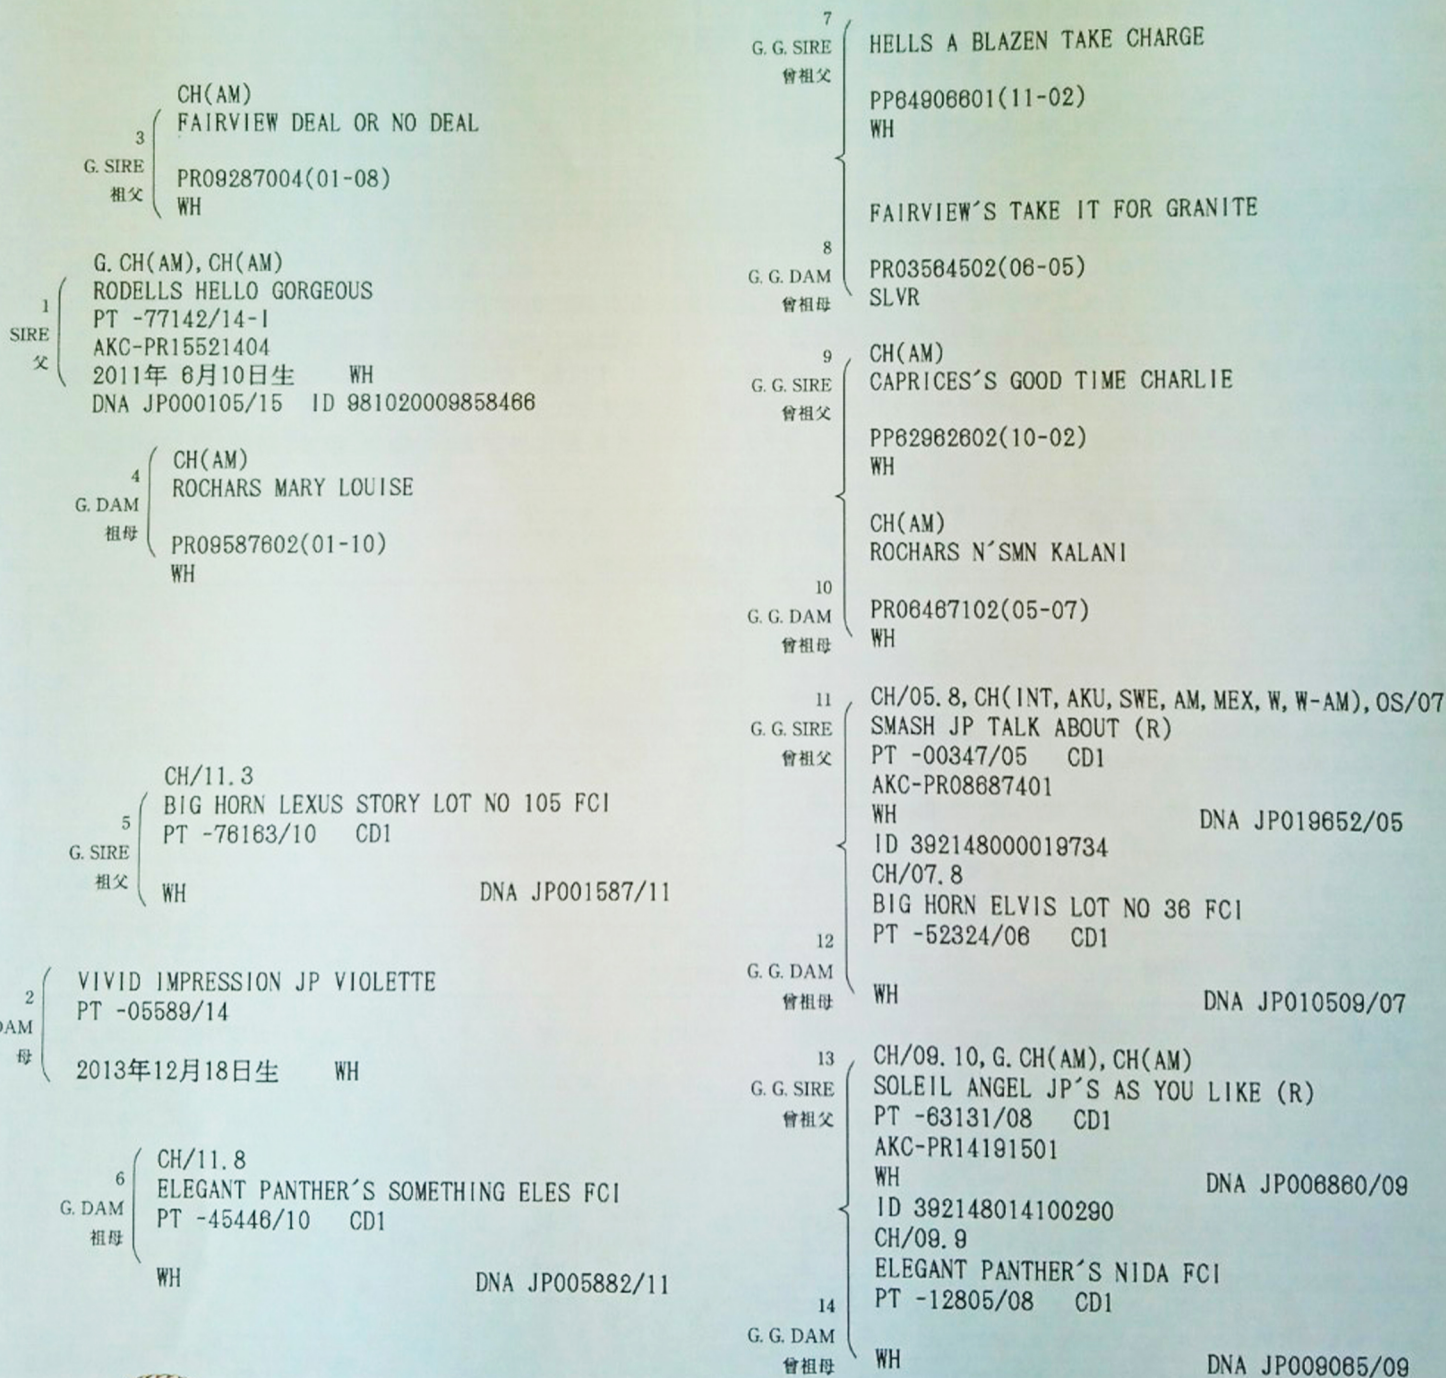 3
G. SIRE
祖父
CH(AM)
FAIRVIEW DEAL OR NO DEAL
PR09287004(01-08)
WH
1
SIRE
父
G. CH(AM), CH(AM)
RODELLS HELLO GORGEOUS
PT -77142/14-I
AKC-PR15521404
2011年 6月10日生 WH
DNA JP000105/15 ID 981020009858466
4
G. DAM
祖母
CH(AM)
ROCHARS MARY LOUISE
PR09587602(01-10)
WH
5
G. SIRE
祖父
CH/11.3
BIG HORN LEXUS STORY LOT NO 105 FCI
PT -76163/10 CD1
WH DNA JP001587/11
2
DAM
母
VIVID IMPRESSION JP VIOLETTE
PT -05589/14
2013年12月18日生 WH
6
G. DAM
祖母
CH/11.8
ELEGANT PANTHER´S SOMETHING ELES FCI
PT -45446/10 CD1
WH DNA JP005882/11
7
G. G. SIRE
曾祖父
HELLS A BLAZEN TAKE CHARGE
PP64906601(11-02)
WH
8
G. G. DAM
曾祖母
FAIRVIEW´S TAKE IT FOR GRANITE
PR03564502(06-05)
SLVR
9
G. G. SIRE
曾祖父
CH(AM)
CAPRICES´S GOOD TIME CHARLIE
PP62962602(10-02)
WH
10
G. G. DAM
曾祖母
CH(AM)
ROCHARS N´SMN KALANI
PR06467102(05-07)
WH
11
G. G. SIRE
曾祖父
CH/05.8, CH(INT, AKU, SWE, AM, MEX, W, W-AM), OS/07
SMASH JP TALK ABOUT (R)
PT -00347/05 CD1
AKC-PR08687401
WH DNA JP019652/05
ID 392148000019734
12
G. G. DAM
曾祖母
CH/07.8
BIG HORN ELVIS LOT NO 36 FCI
PT -52324/06 CD1
WH DNA JP010509/07
13
G. G. SIRE
曾祖父
CH/09.10, G. CH(AM), CH(AM)
SOLEIL ANGEL JP´S AS YOU LIKE (R)
PT -63131/08 CD1
AKC-PR14191501
WH DNA JP006860/09
ID 392148014100290
14
G. G. DAM
曾祖母
CH/09.9
ELEGANT PANTHER´S NIDA FCI
PT -12805/08 CD1
WH DNA JP009065/09